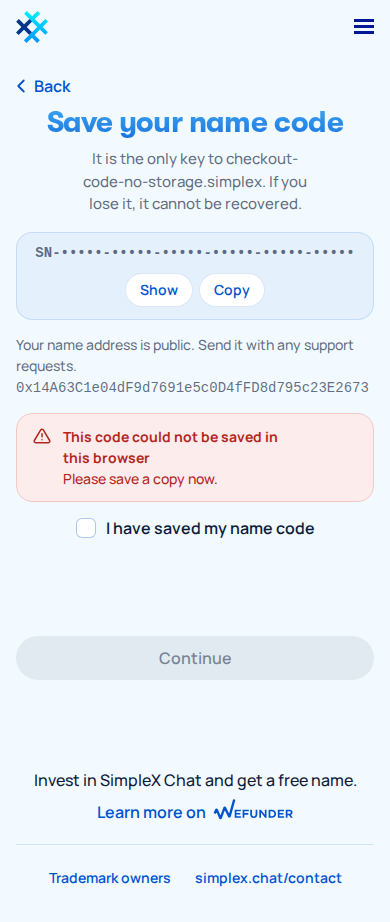 Back
Save your name code
It is the only key to checkout-
code-no-storage.simplex. If you
lose it, it cannot be recovered.
SN-•••••-•••••-•••••-•••••-•••••-•••••
Show Copy
Your name address is public. Send it with any support
requests.
0x14A63C1e04dF9d7691e5c0D4fFD8d795c23E2673
This code could not be saved in
this browser
Please save a copy now.
I have saved my name code
Continue
Invest in SimpleX Chat and get a free name.
Learn more on WEFUNDER
Trademark owners simplex.chat/contact